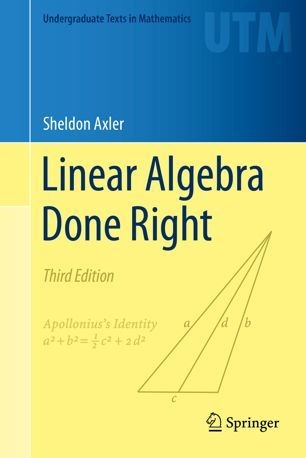 Undergraduate Texts in Mathematics
UTM
Sheldon Axler
Linear Algebra
Done Right
Third Edition
Apollonius's Identity
a² + b² = ½ c² + 2 d²
a
d
b
c
Springer